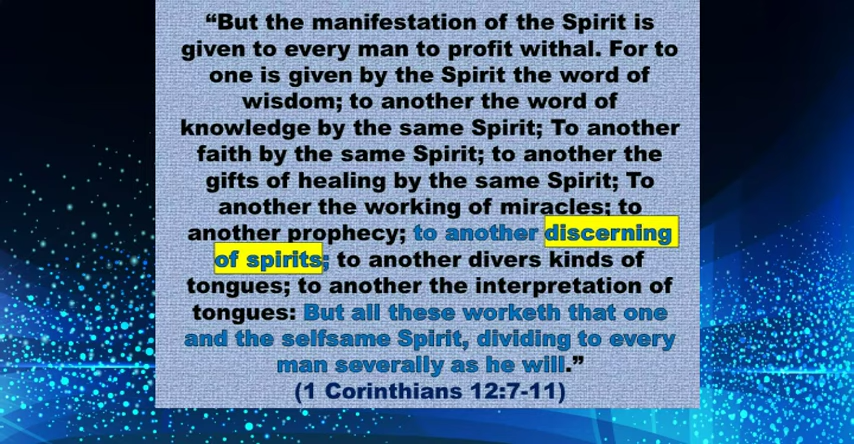 “But the manifestation of the Spirit is
given to every man to profit withal. For to
one is given by the Spirit the word of
wisdom; to another the word of
knowledge by the same Spirit; To another
faith by the same Spirit; to another the
gifts of healing by the same Spirit; To
another the working of miracles; to
another prophecy; to another discerning
of spirits; to another divers kinds of
tongues; to another the interpretation of
tongues: But all these worketh that one
and the selfsame Spirit, dividing to every
man severally as he will.”
(1 Corinthians 12:7-11)